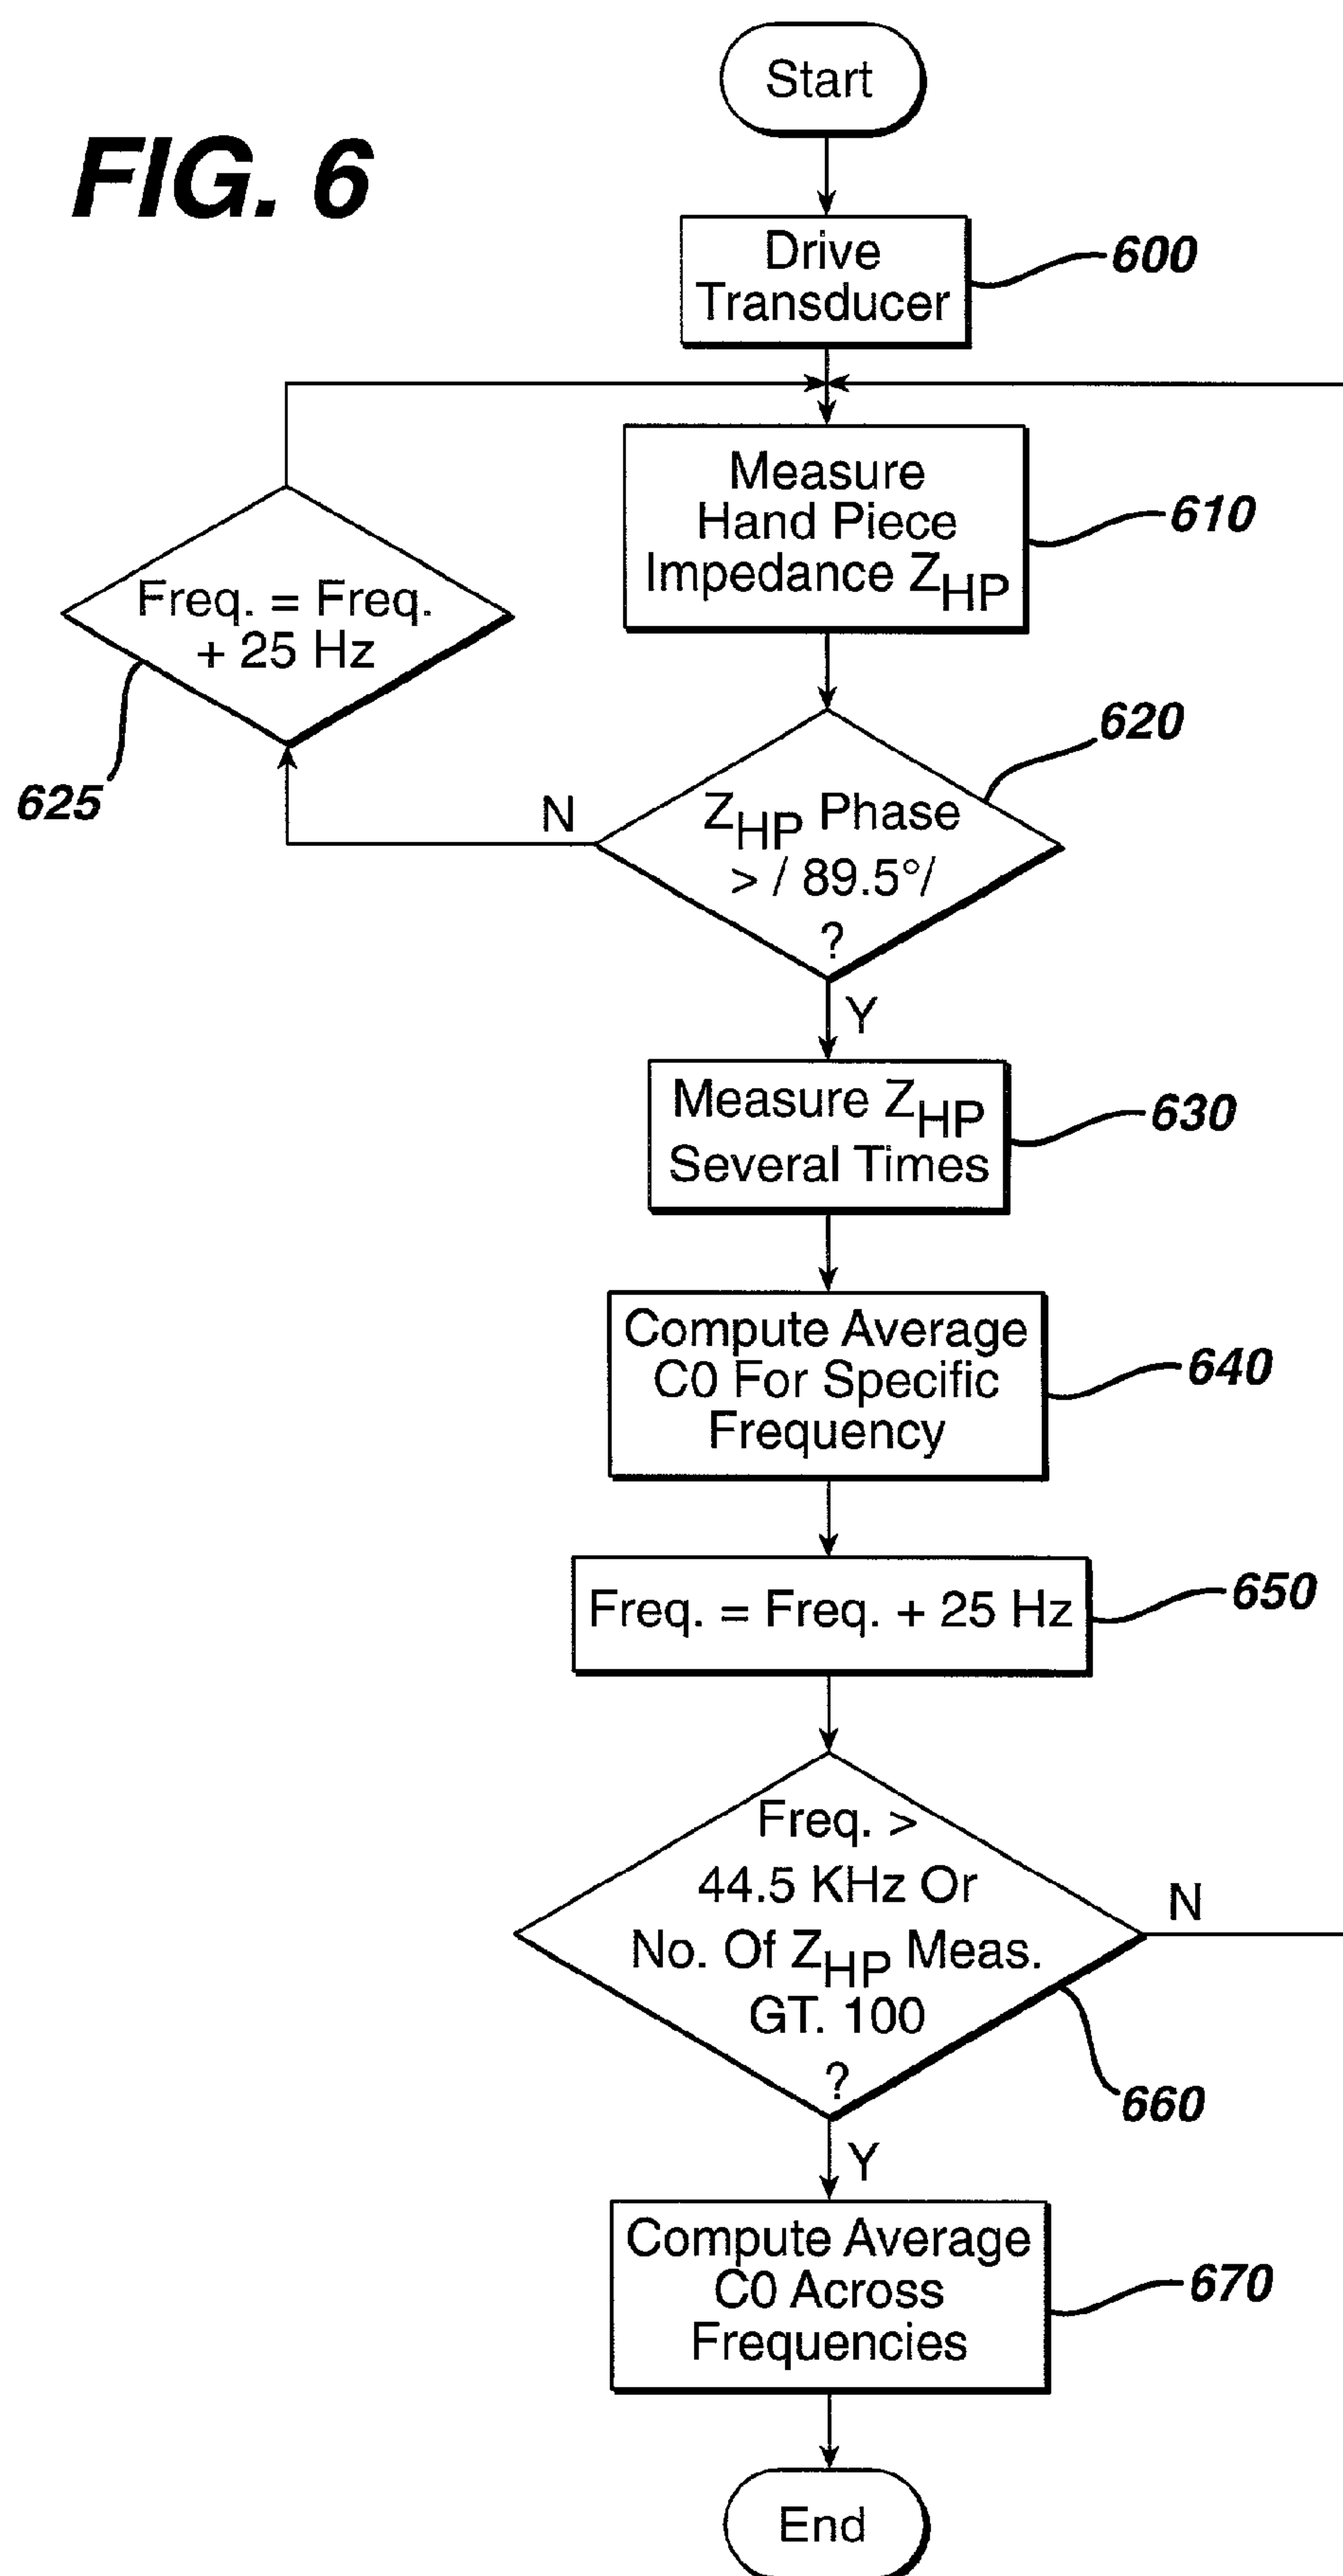 Start
FIG. 6
Drive
Transducer
600
Measure
Hand Piece
Impedance ZHP
610
Freq. = Freq.
+ 25 Hz
625
ZHP Phase
> / 89.5°/
?
620
N
Y
Measure ZHP
Several Times
630
Compute Average
C0 For Specific
Frequency
640
Freq. = Freq. + 25 Hz
650
Freq. >
44.5 KHz Or
No. Of ZHP Meas.
GT. 100
?
N
660
Y
Compute Average
C0 Across
Frequencies
670
End